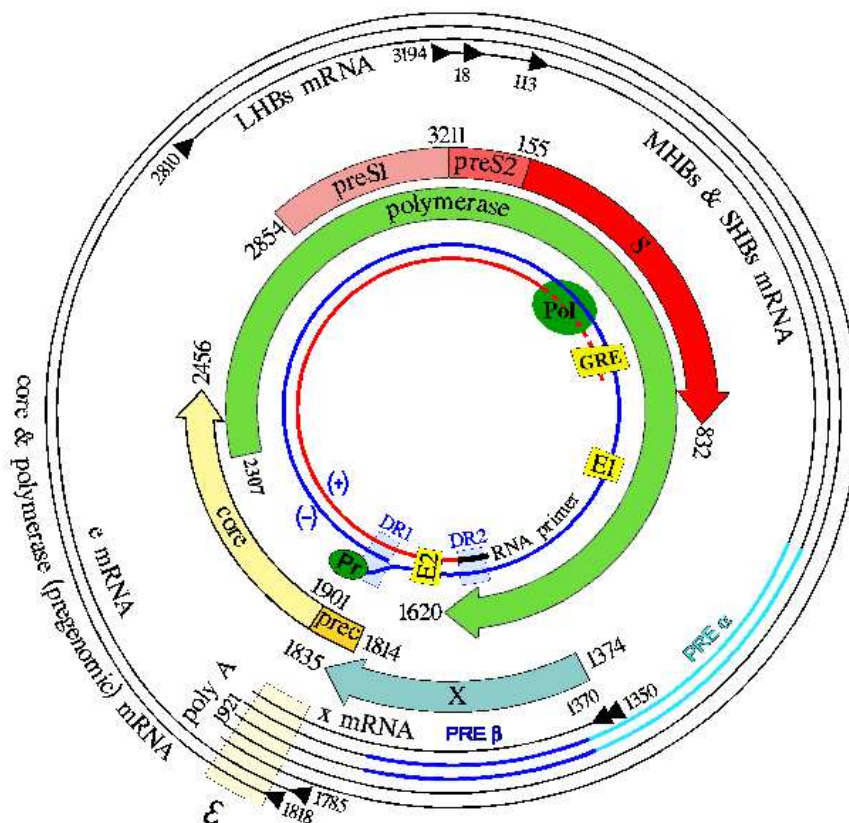 3194
18
113
LHBs mRNA
2810
MHBs & SHBs mRNA
3211
155
preS1
preS2
S
2854
polymerase
Pol
GRE
832
2456
2307
E1
core
(+)
(−)
DR1
DR2
RNA primer
Pr
E2
1620
1901
prec
1814
1835
1374
X
1370
1350
PRE α
PRE β
x mRNA
poly A
1921
e mRNA
core & polymerase (pregenomic) mRNA
1785
1818
ε